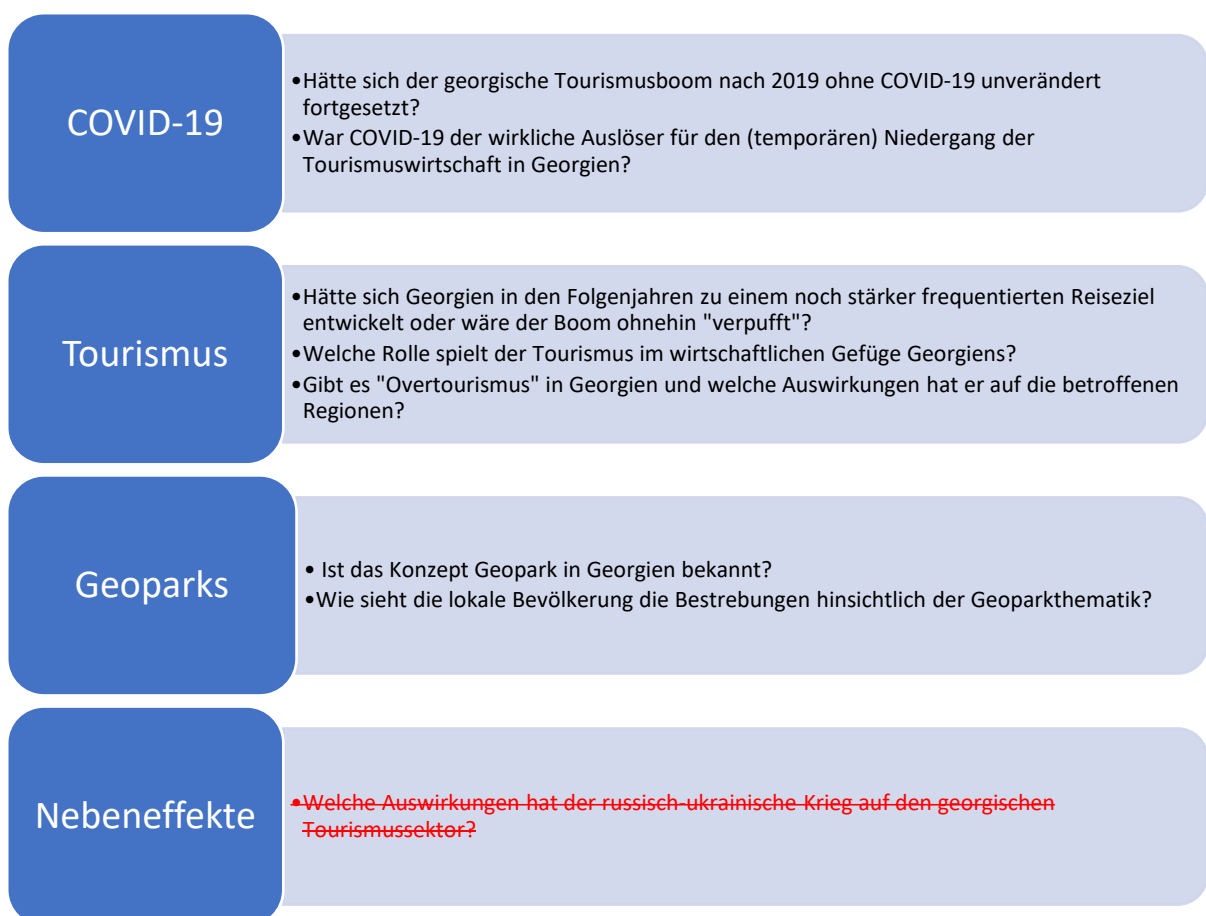 COVID-19
•Hätte sich der georgische Tourismusboom nach 2019 ohne COVID-19 unverändert
fortgesetzt?
•War COVID-19 der wirkliche Auslöser für den (temporären) Niedergang der
Tourismuswirtschaft in Georgien?
Tourismus
•Hätte sich Georgien in den Folgenjahren zu einem noch stärker frequentierten Reiseziel
entwickelt oder wäre der Boom ohnehin "verpufft"?
•Welche Rolle spielt der Tourismus im wirtschaftlichen Gefüge Georgiens?
•Gibt es "Overtourismus" in Georgien und welche Auswirkungen hat er auf die betroffenen
Regionen?
Geoparks
• Ist das Konzept Geopark in Georgien bekannt?
•Wie sieht die lokale Bevölkerung die Bestrebungen hinsichtlich der Geoparkthematik?
Nebeneffekte
•Welche Auswirkungen hat der russisch-ukrainische Krieg auf den georgischen
Tourismussektor?